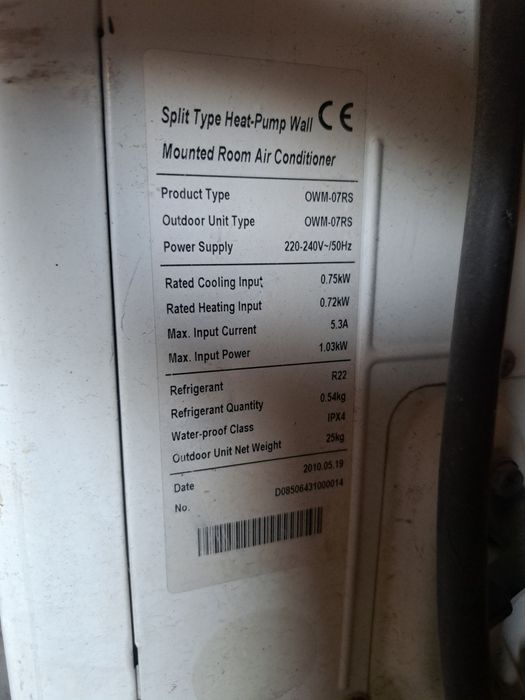 Split Type Heat-Pump Wall CE
Mounted Room Air Conditioner
Product Type OWM-07RS
Outdoor Unit Type OWM-07RS
Power Supply 220-240V~/50Hz
Rated Cooling Input 0.75kW
Rated Heating Input 0.72kW
Max. Input Current 5.3A
Max. Input Power 1.03kW
Refrigerant R22
Refrigerant Quantity 0.54kg
Water-proof Class IPX4
Outdoor Unit Net Weight 25kg
Date 2010.05.19
No. D08506431000014